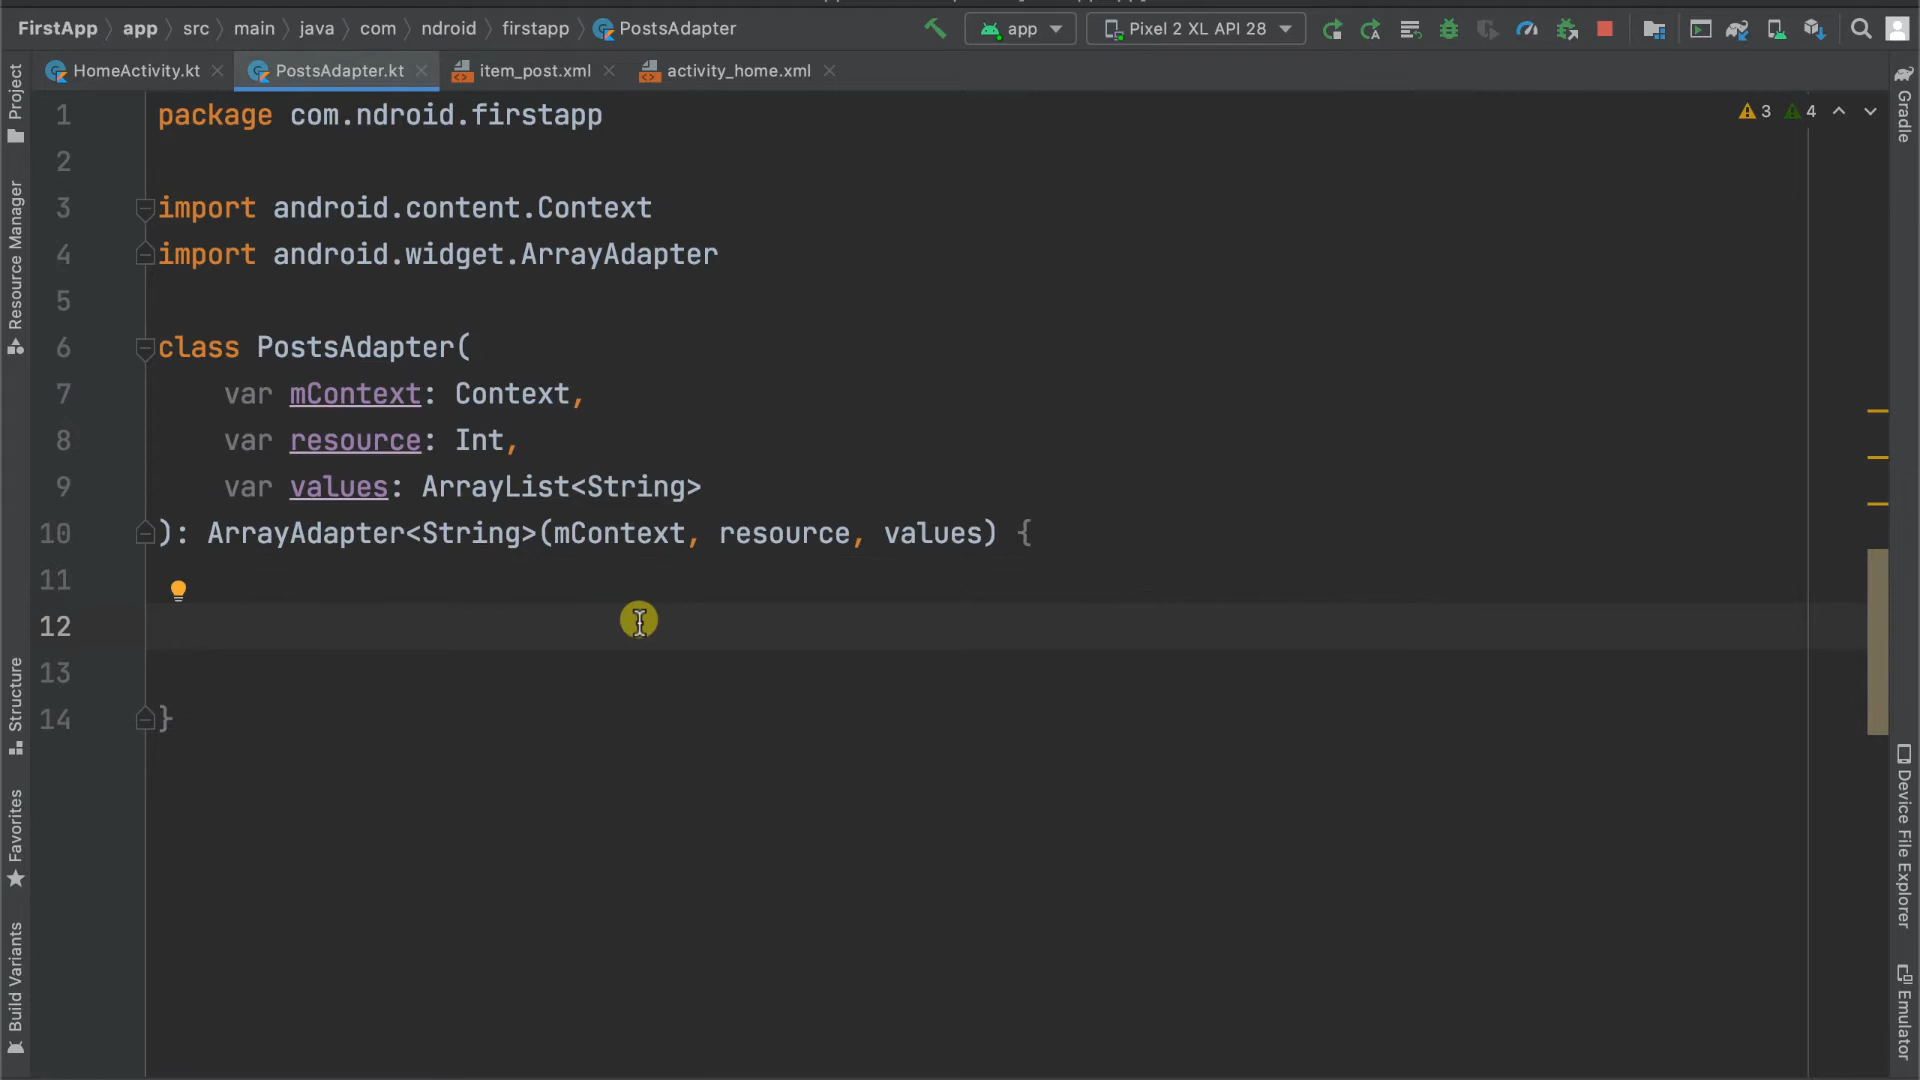 FirstApp app src main java com ndroid firstapp PostsAdapter
app Pixel 2 XL API 28
HomeActivity.kt PostsAdapter.kt item_post.xml activity_home.xml
Project
Resource Manager
Structure
Favorites
Build Variants
1 package com.ndroid.firstapp
2
3 import android.content.Context
4 import android.widget.ArrayAdapter
5
6 class PostsAdapter(
7 var mContext: Context,
8 var resource: Int,
9 var values: ArrayList<String>
10 ): ArrayAdapter<String>(mContext, resource, values) {
11
12
13
14 }
3 4
Gradle
Device File Explorer
Emulator